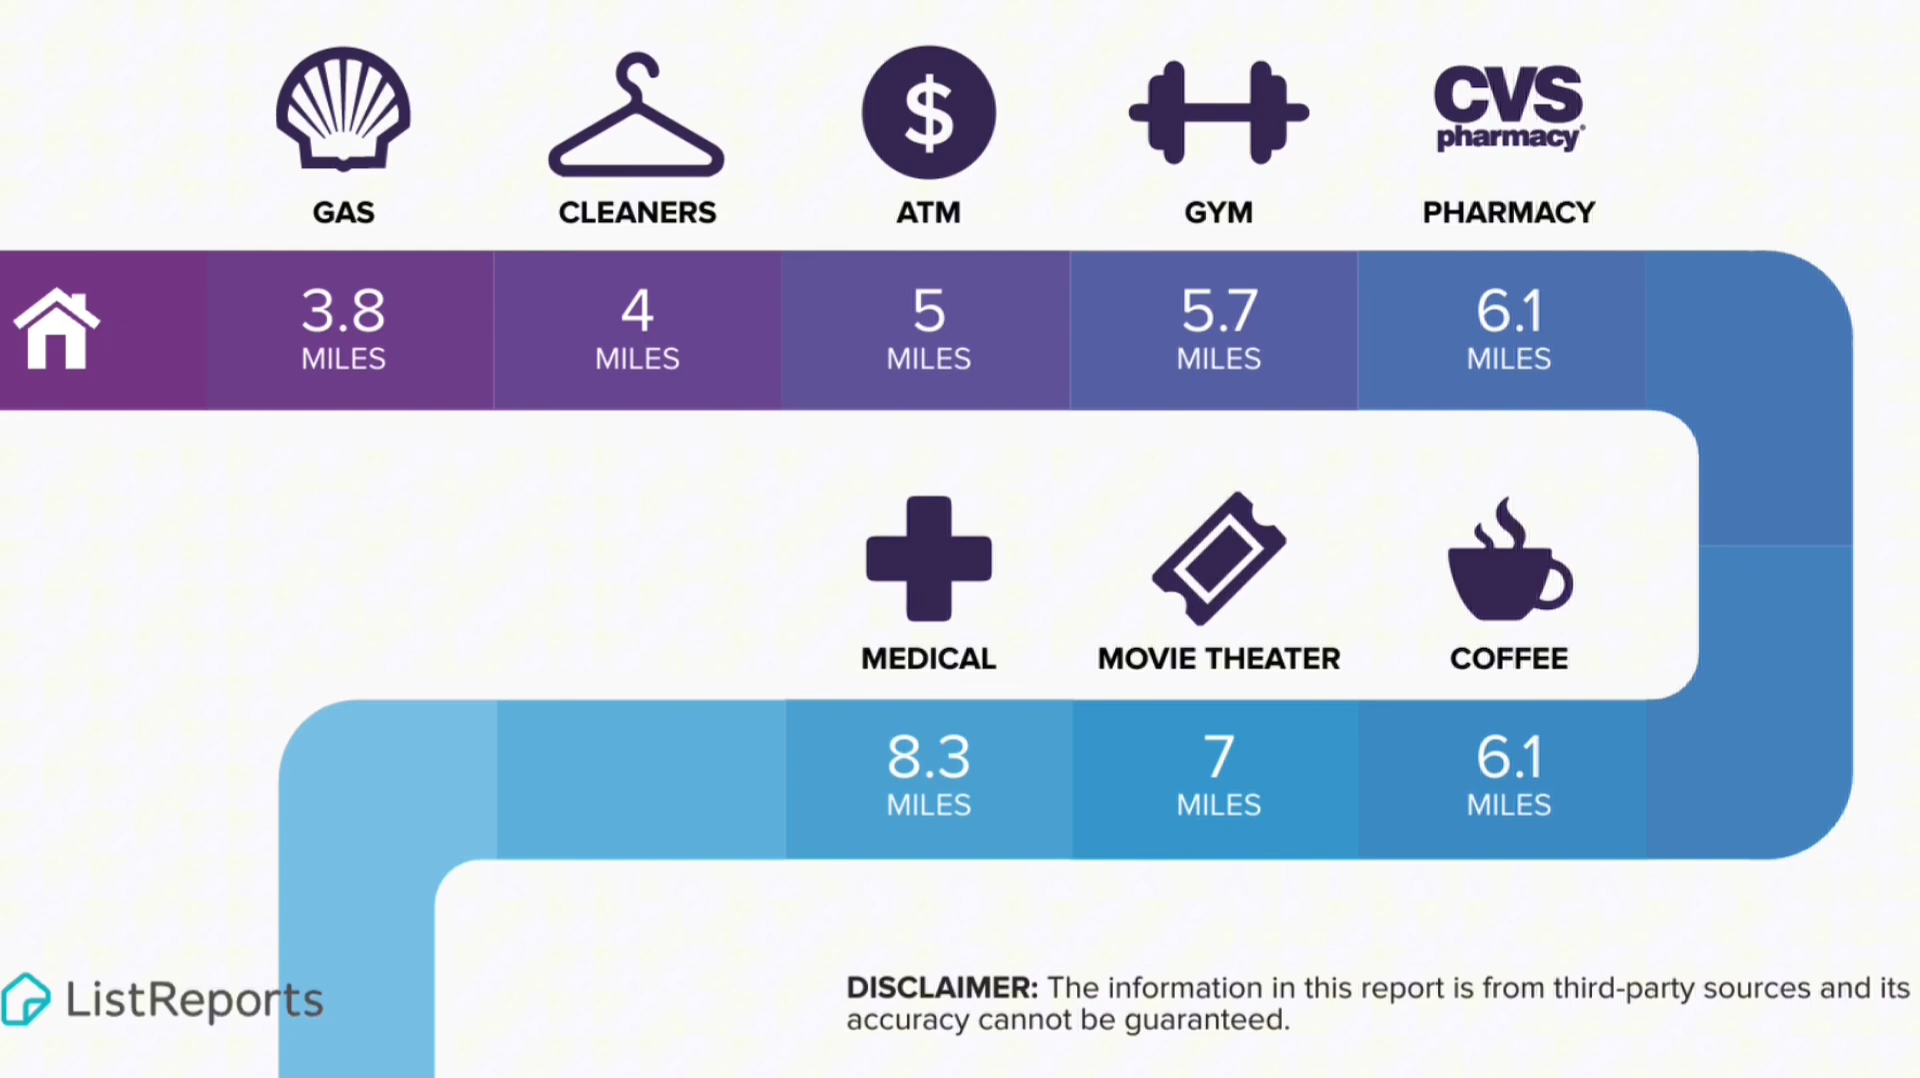 CVS
pharmacy®
GAS CLEANERS ATM GYM PHARMACY
3.8 4 5 5.7 6.1
MILES MILES MILES MILES MILES
MEDICAL MOVIE THEATER COFFEE
8.3 7 6.1
MILES MILES MILES
ListReports
DISCLAIMER: The information in this report is from third-party sources and its
accuracy cannot be guaranteed.